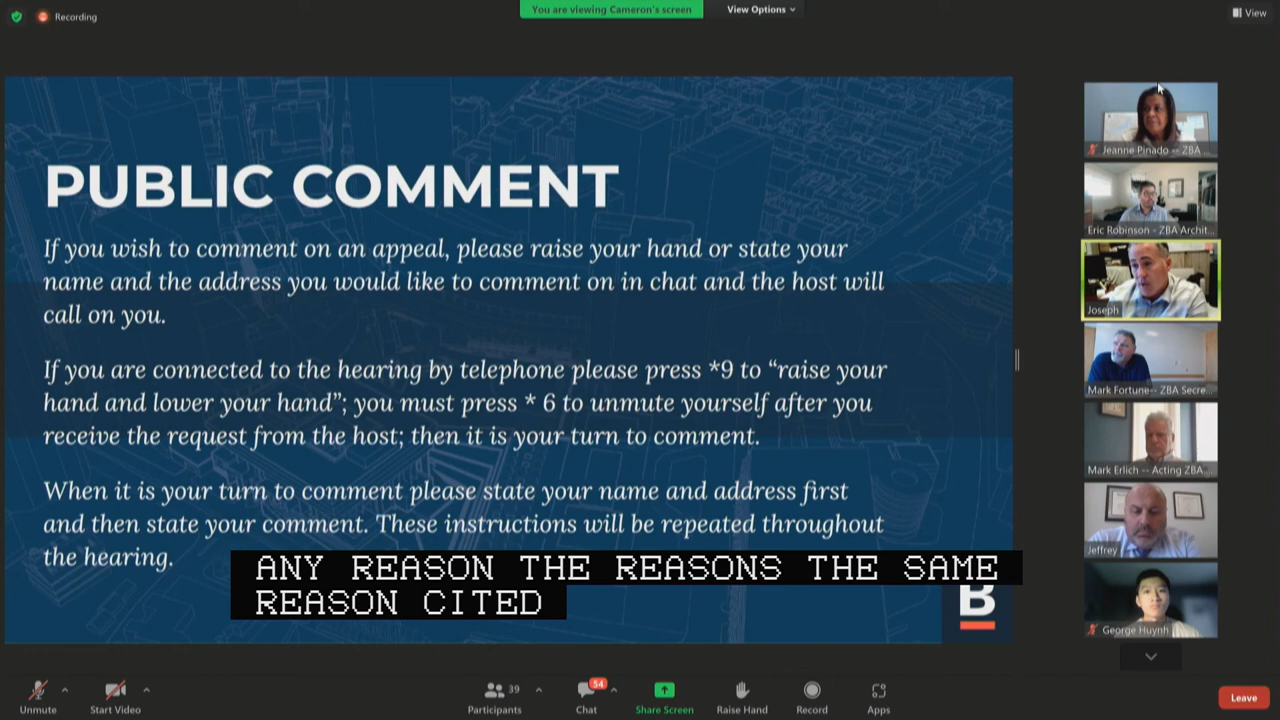 Recording
You are viewing Cameron's screen
View Options
View
PUBLIC COMMENT
If you wish to comment on an appeal, please raise your hand or state your
name and the address you would like to comment on in chat and the host will
call on you.
If you are connected to the hearing by telephone please press *9 to “raise your
hand and lower your hand”; you must press * 6 to unmute yourself after you
receive the request from the host; then it is your turn to comment.
When it is your turn to comment please state your name and address first
and then state your comment. These instructions will be repeated throughout
the hearing.
ANY REASON THE REASONS THE SAME
REASON CITED
B
Jeanne Pinado -- ZBA ...
Eric Robinson - ZBA Archit...
Joseph
Mark Fortune-- ZBA Secre...
Mark Erlich -- Acting ZBA...
Jeffrey
George Huynh
Unmute
Start Video
Participants
39
Chat
54
Share Screen
Raise Hand
Record
Apps
Leave